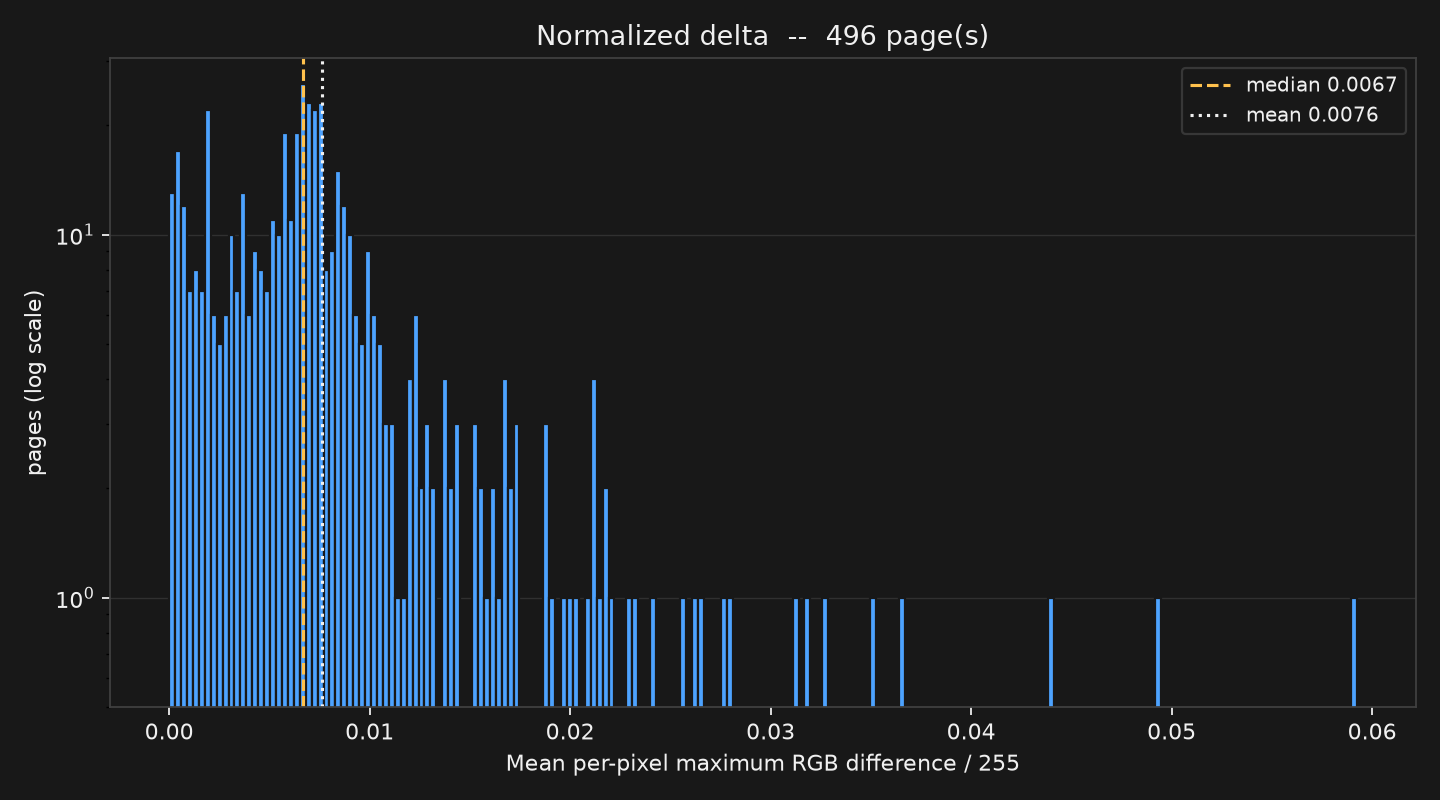 Normalized delta -- 496 page(s)
median 0.0067
mean 0.0076
pages (log scale)
10¹
10⁰
0.00 0.01 0.02 0.03 0.04 0.05 0.06
Mean per-pixel maximum RGB difference / 255